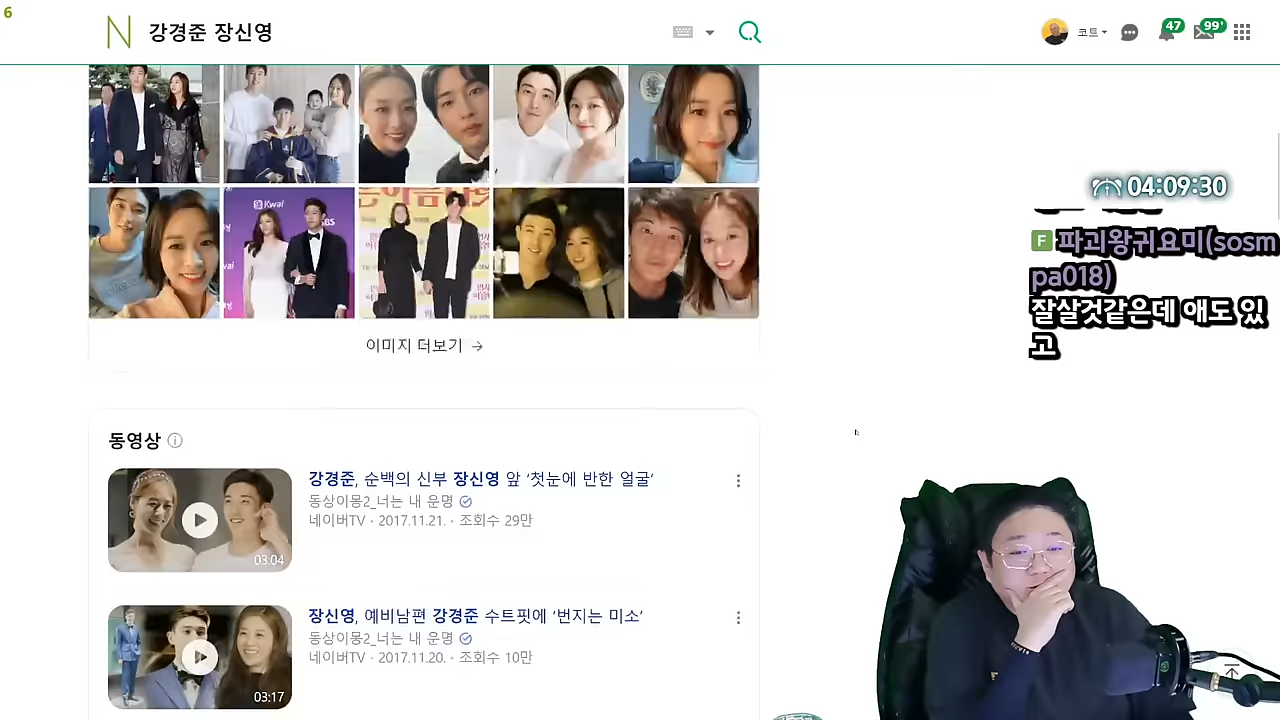 6
N 강경준 장신영
코트
47
99⁺
Kwai
SBS
04:09:30
F 파괴왕귀요미(sosm
pa018)
잘살것같은데 애도 있
고
이미지 더보기 →
동영상
강경준, 순백의 신부 장신영 앞 ‘첫눈에 반한 얼굴’
동상이몽2_너는 내 운명
네이버TV · 2017.11.21. · 조회수 29만
03:04
장신영, 예비남편 강경준 수트핏에 ‘번지는 미소’
동상이몽2_너는 내 운명
네이버TV · 2017.11.20. · 조회수 10만
03:17